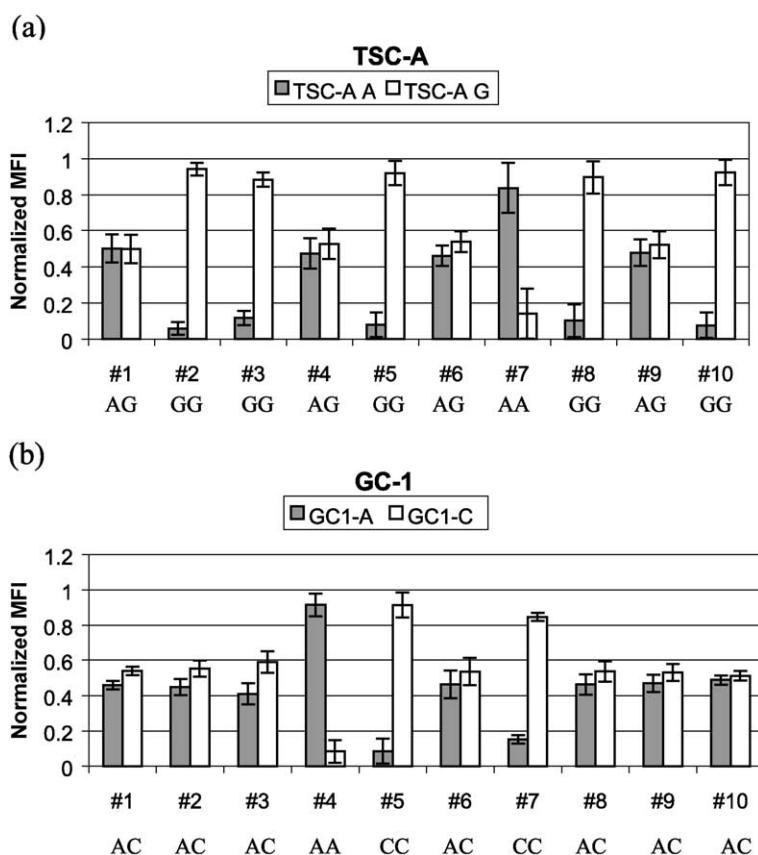 (a)
TSC-A
TSC-A A TSC-A G
1.2
1
0.8
0.6
0.4
0.2
0
Normalized MFI
#1 #2 #3 #4 #5 #6 #7 #8 #9 #10
AG GG GG AG GG AG AA GG AG GG
(b)
GC-1
GC1-A GC1-C
1.2
1
0.8
0.6
0.4
0.2
0
Normalized MFI
#1 #2 #3 #4 #5 #6 #7 #8 #9 #10
AC AC AC AA CC AC CC AC AC AC